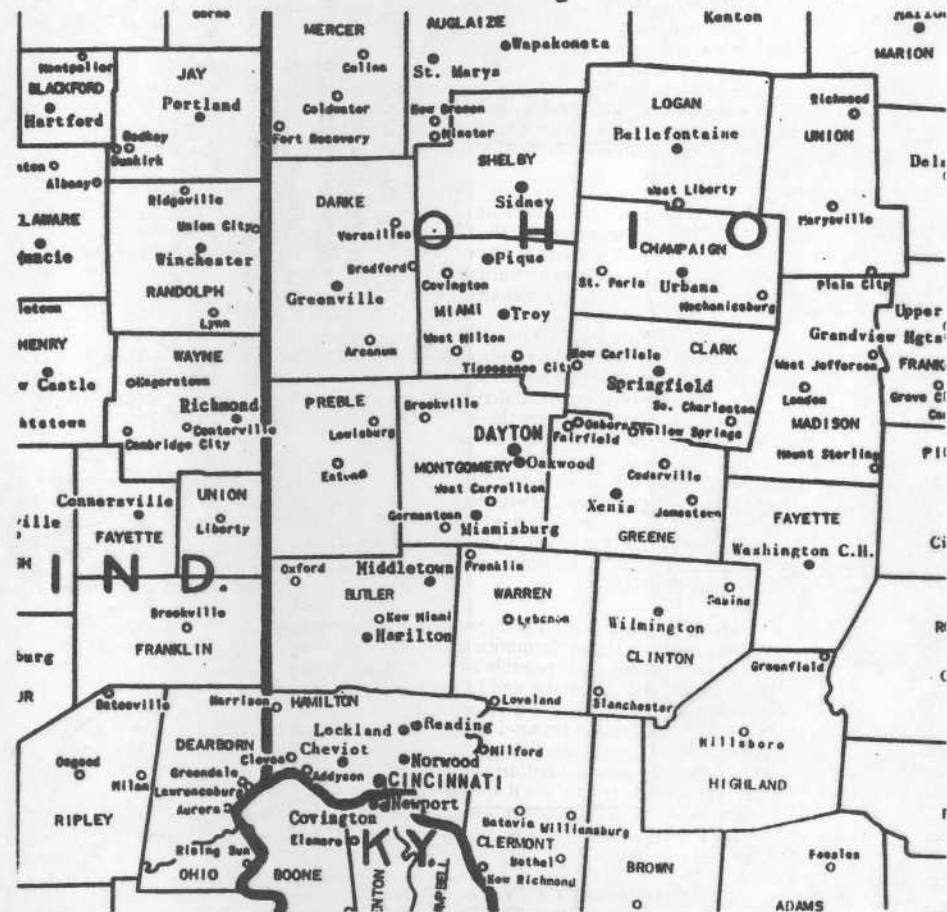 MERCER
AUGLAIZE
Kenton
MARION
Wapakoneta
Celina
St. Marys
Montpelier
BLACKFORD
JAY
Portland
Hartford
Coldwater
Fort Recovery
New Bremen
Minster
LOGAN
Bellefontaine
Richwood
UNION
Redkey
Dunkirk
Albany
SHELBY
Sidney
West Liberty
Marysville
Ridgeville
Union City
Winchester
RANDOLPH
Lynn
DARKE
Versailles
Bradford
Greenville
Arcanum
O H I O
Piqua
Covington
MIAMI
Troy
West Milton
Tippecanoe City
CHAMPAIGN
St. Paris
Urbana
Mechanicsburg
Plain City
Upper
Grandview Hgts
HENRY
WAYNE
Hagerstown
Richmond
Centerville
Cambridge City
PREBLE
Lewisburg
Eaton
Brookville
DAYTON
MONTGOMERY
Oakwood
West Carrollton
Germantown
Miamisburg
New Carlisle
CLARK
Springfield
So. Charleston
Osborn
Fairfield
Yellow Springs
Cedarville
Xenia
Jamestown
GREENE
West Jefferson
London
MADISON
Mount Sterling
Connersville
FAYETTE
UNION
Liberty
FAYETTE
Washington C.H.
IND.
Brookville
FRANKLIN
Oxford
Middletown
BUTLER
New Miami
Hamilton
Franklin
WARREN
Lebanon
Sabina
Wilmington
CLINTON
Greenfield
Batesville
Harrison
HAMILTON
Loveland
Blanchester
Lockland
Reading
Cheviot
Norwood
Milford
Cleves
Addyson
CINCINNATI
Newport
Covington
Elsmere
KY.
DEARBORN
Greendale
Lawrenceburg
Aurora
Osgood
Milan
RIPLEY
Rising Sun
OHIO
BOONE
Batavia
Williamsburg
CLERMONT
Bethel
New Richmond
BROWN
Hillsboro
HIGHLAND
Peebles
ADAMS